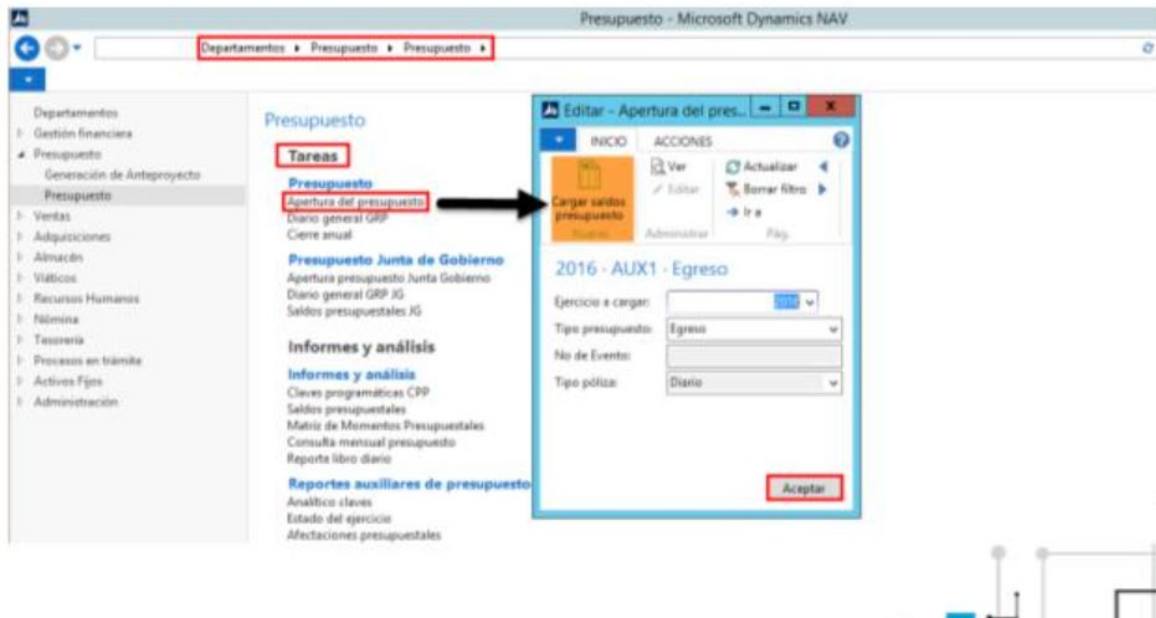 Presupuesto - Microsoft Dynamics NAV
Departamentos ▸ Presupuesto ▸ Presupuesto ▸
Departamentos
Gestión financiera
Presupuesto
Generación de Anteproyecto
Presupuesto
Ventas
Adquisiciones
Almacén
Viáticos
Recursos Humanos
Nómina
Tesorería
Procesos en trámite
Activos Fijos
Administración
Presupuesto
Tareas
Presupuesto
Apertura del presupuesto
Diario general GRP
Cierre anual
Presupuesto Junta de Gobierno
Apertura presupuesto Junta Gobierno
Diario general GRP JG
Saldos presupuestales JG
Informes y análisis
Informes y análisis
Claves programáticas CPP
Saldos presupuestales
Matriz de Momentos Presupuestales
Consulta mensual presupuesto
Reporte libro diario
Reportes auxiliares de presupuesto
Analítico claves
Estado del ejercicio
Afectaciones presupuestales
Editar - Apertura del pres...
INICIO ACCIONES
Cargar saldos presupuesto
Ver
Editar
Administrar
Actualizar
Borrar filtro
Ir a
Pág.
2016 - AUX1 - Egreso
Ejercicio a cargar: 2016
Tipo presupuesto: Egreso
No de Evento:
Tipo póliza: Diario
Aceptar